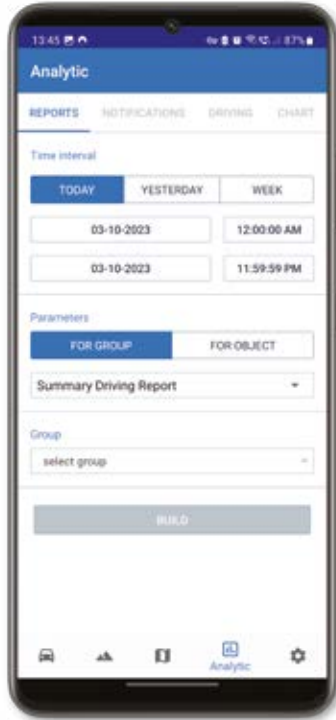 13:45 87%
Analytic
REPORTS NOTIFICATIONS DRIVING CHART
Time interval
TODAY YESTERDAY WEEK
03-10-2023 12:00:00 AM
03-10-2023 11:59:59 PM
Parameters
FOR GROUP FOR OBJECT
Summary Driving Report
Group
select group
BUILD
Analytic